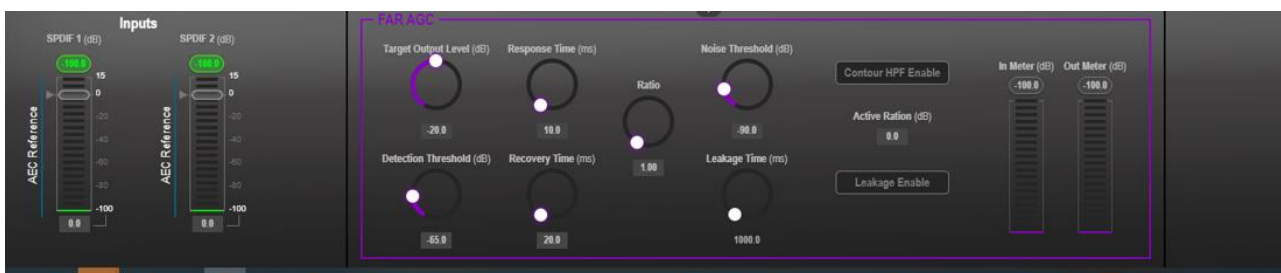 Inputs
SPDIF 1 (dB)
SPDIF 2 (dB)
-100.0
-100.0
15
0
-20
-40
-60
-80
-100
15
0
-20
-40
-60
-80
-100
AEC Reference
AEC Reference
0.0
0.0
FAR AGC
Target Output Level (dB)
-20.0
Response Time (ms)
10.0
Ratio
1.00
Noise Threshold (dB)
-90.0
Detection Threshold (dB)
-65.0
Recovery Time (ms)
20.0
Leakage Time (ms)
1000.0
Contour HPF Enable
Active Ration (dB)
0.0
Leakage Enable
In Meter (dB)
-100.0
Out Meter (dB)
-100.0